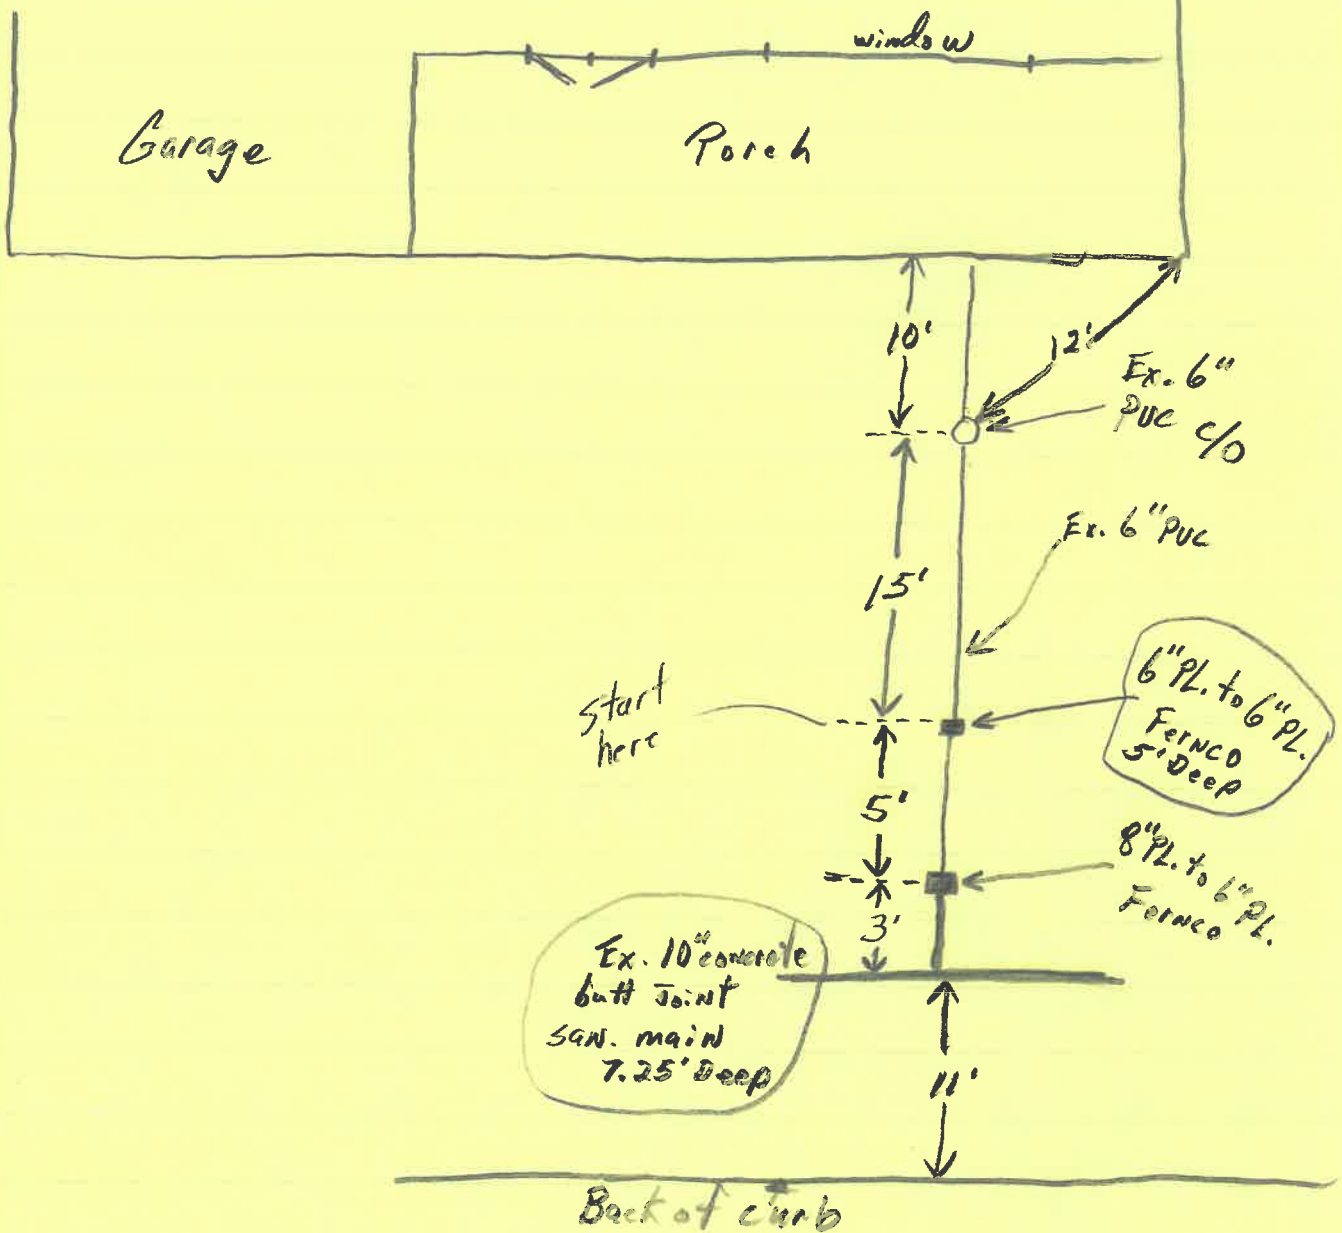 window
Garage
Porch
10'
12'
Ex. 6"
PVC C/O
15'
Ex. 6" PVC
start
here
6" PL. to 6" PL.
Fernco
5' Deep
5'
8" PL. to 6" PL.
Fernco
3'
Ex. 10" concrete
butt Joint
san. main
7.25' Deep
11'
Back of curb